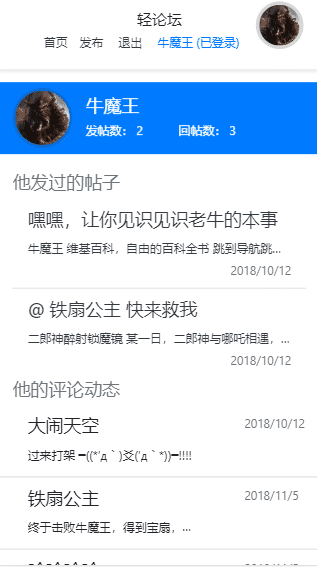 轻论坛
首页 发布 退出 牛魔王 (已登录)
牛魔王
发帖数： 2 回帖数： 3
他发过的帖子
嘿嘿，让你见识见识老牛的本事
牛魔王 维基百科，自由的百科全书 跳到导航跳...
2018/10/12
@ 铁扇公主 快来救我
二郎神醉射锁魔镜 某一日，二郎神与哪吒相遇，...
2018/10/12
他的评论动态
大闹天空 2018/10/12
过来打架 ━((*′д｀)爻(′д｀*))━!!!!
铁扇公主 2018/11/5
终于击败牛魔王，得到宝扇，...